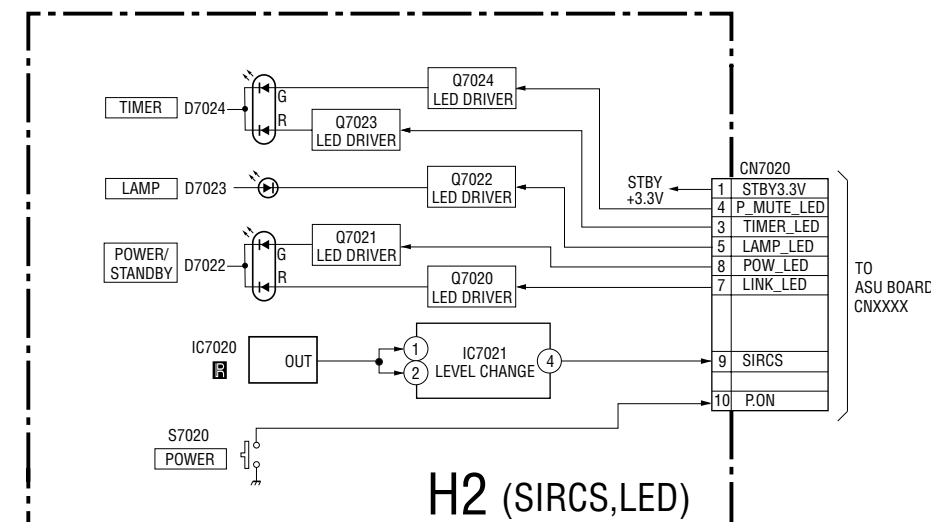 Q7024
LED DRIVER
TIMER D7024
G
R
Q7023
LED DRIVER
CN7020
LAMP D7023
Q7022
LED DRIVER
STBY
+3.3V
1 STBY3.3V
4 P_MUTE_LED
3 TIMER_LED
5 LAMP_LED
8 POW_LED
7 LINK_LED
POWER/
STANDBY
D7022
G
R
Q7021
LED DRIVER
Q7020
LED DRIVER
TO
ASU BOARD
CNXXXX
IC7020
R
OUT
1
2
IC7021
LEVEL CHANGE
4
9 SIRCS
10 P.ON
S7020
POWER
H2 (SIRCS,LED)